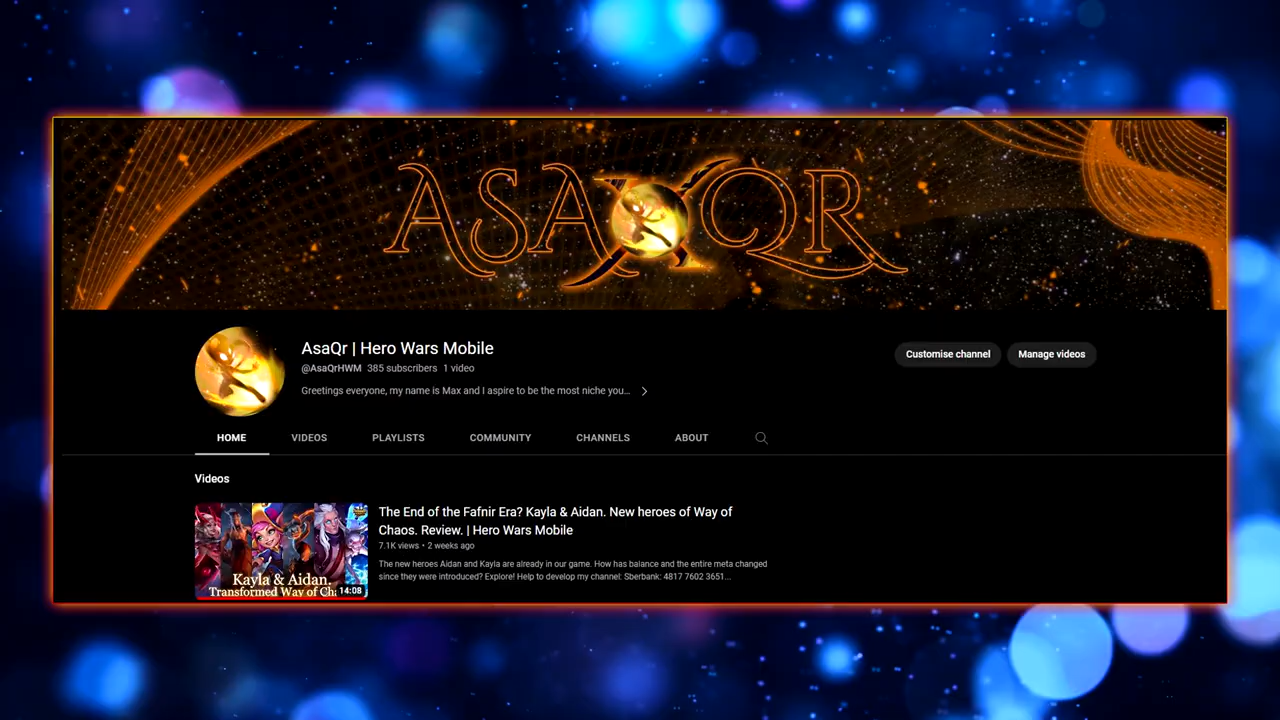 ASAQR
AsaQr | Hero Wars Mobile
@AsaQrHWM 385 subscribers 1 video
Customise channel Manage videos
Greetings everyone, my name is Max and I aspire to be the most niche you...
HOME VIDEOS PLAYLISTS COMMUNITY CHANNELS ABOUT
Videos
The End of the Fafnir Era? Kayla & Aidan. New heroes of Way of
Chaos. Review. | Hero Wars Mobile
7.1K views • 2 weeks ago
The new heroes Aidan and Kayla are already in our game. How has balance and the entire meta changed
since they were introduced? Explore! Help to develop my channel: Sberbank: 4817 7602 3651...
Kayla & Aidan.
Transformed Way of Cha
14:08